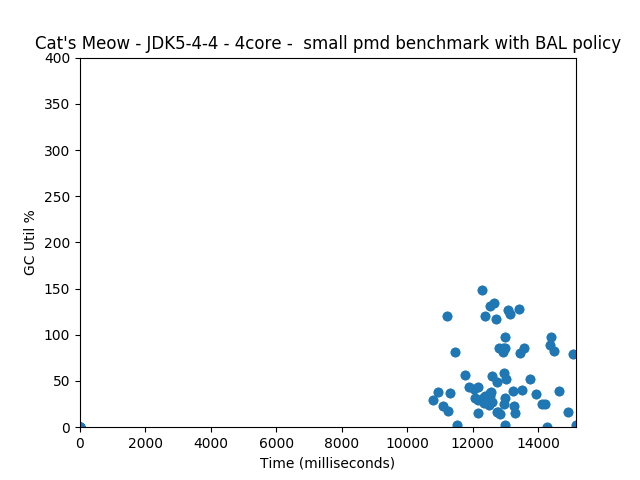 Cat's Meow - JDK5-4-4 - 4core -  small pmd benchmark with BAL policy
400
350
300
250
200
150
100
50
0
GC Util %
0 2000 4000 6000 8000 10000 12000 14000
Time (milliseconds)